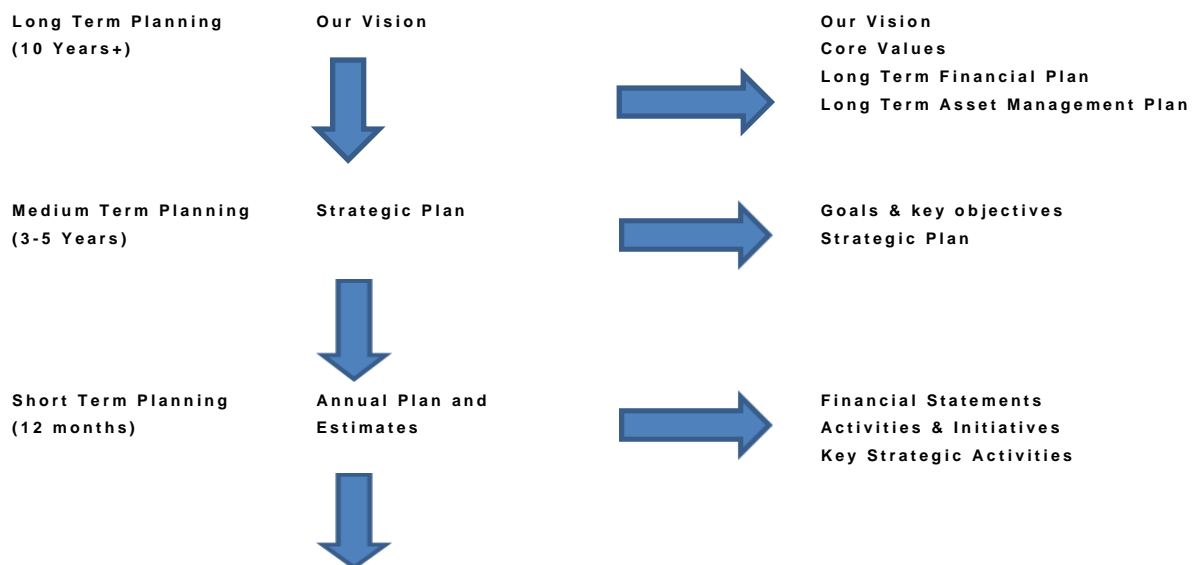 Long Term Planning
(10 Years+)
Our Vision
Our Vision
Core Values
Long Term Financial Plan
Long Term Asset Management Plan
Medium Term Planning
(3-5 Years)
Strategic Plan
Goals & key objectives
Strategic Plan
Short Term Planning
(12 months)
Annual Plan and
Estimates
Financial Statements
Activities & Initiatives
Key Strategic Activities